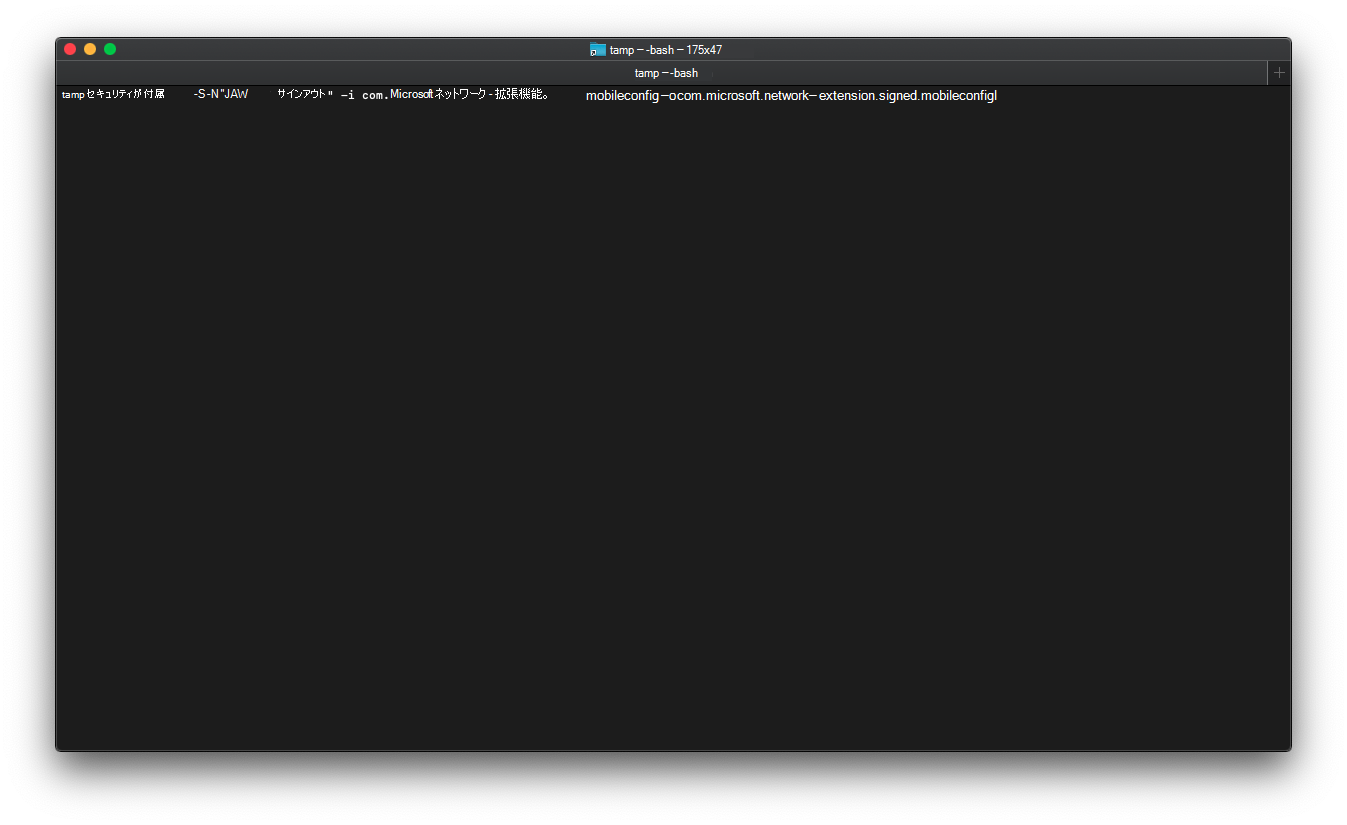 tamp — -bash — 175x47
tamp — -bash
tampセキュリティが付属 -S-N"JAW サインアウト" -i com.Microsoftネットワーク - 拡張機能。 mobileconfig-ocom.microsoft.network-extension.signed.mobileconfigl